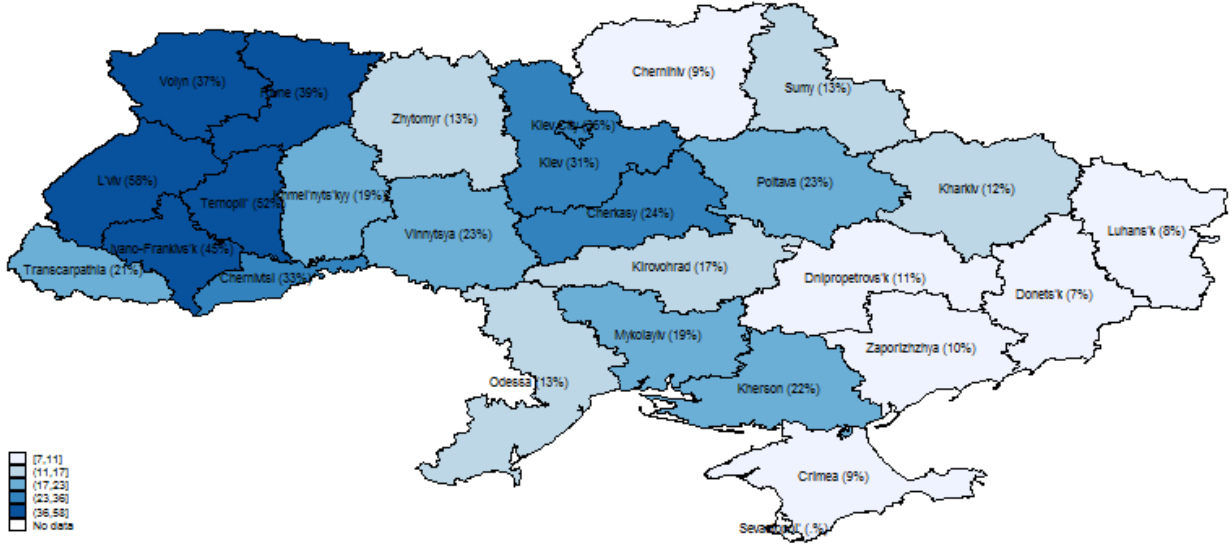 Chernihiv (9%)
Volyn (37%)
Rivne (39%)
Sumy (13%)
Zhytomyr (13%)
Kiev City
Kiev (31%)
L'viv (58%)
Poltava (23%)
Kharkiv (12%)
Khmel'nyts'kyy (19%)
Ternopil' (52%)
Cherkasy (24%)
Luhans'k (8%)
Vinnytsya (23%)
Ivano-Frankivs'k (45%)
Transcarpathia (21%)
Chernivtsi (33%)
Kirovohrad (17%)
Dnipropetrovs'k (11%)
Donets'k (7%)
Mykolayiv (19%)
Zaporizhzhya (10%)
Odessa (13%)
Kherson (22%)
Crimea (9%)
Sevastopol' (.%)
[7,11]
(11,17]
(17,23]
(23,36]
(36,58]
No data